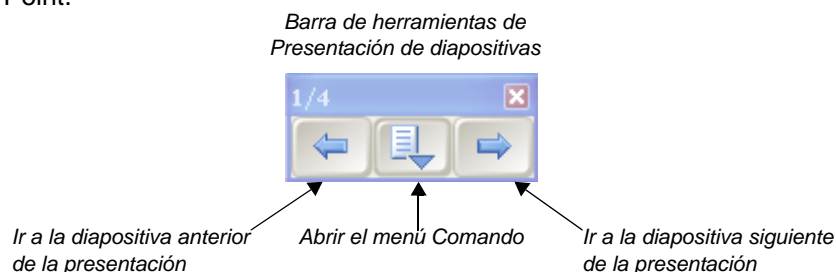 Point.
Barra de herramientas de
Presentación de diapositivas
1/4
Ir a la diapositiva anterior
de la presentación
Abrir el menú Comando
Ir a la diapositiva siguiente
de la presentación